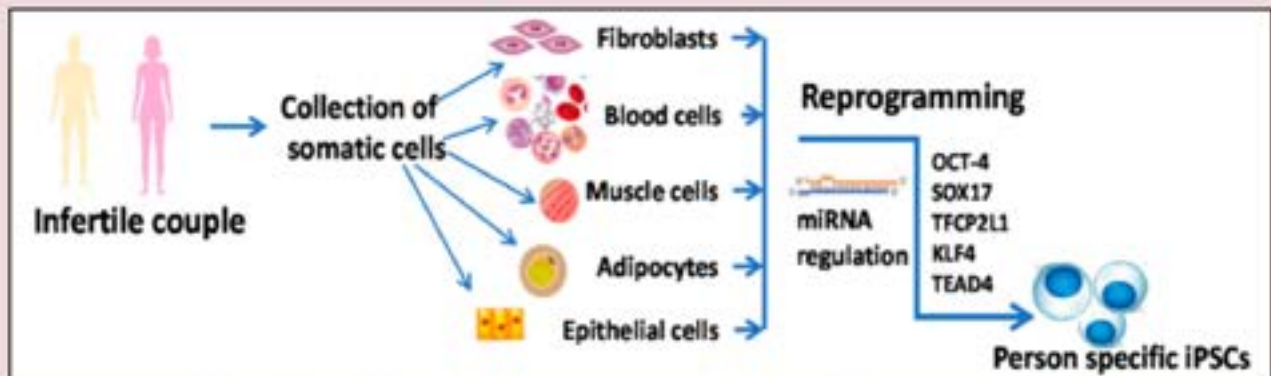 Infertile couple
Collection of
somatic cells
Fibroblasts
Blood cells
Muscle cells
Adipocytes
Epithelial cells
Reprogramming
miRNA
regulation
OCT-4
SOX17
TFCP2L1
KLF4
TEAD4
Person specific iPSCs